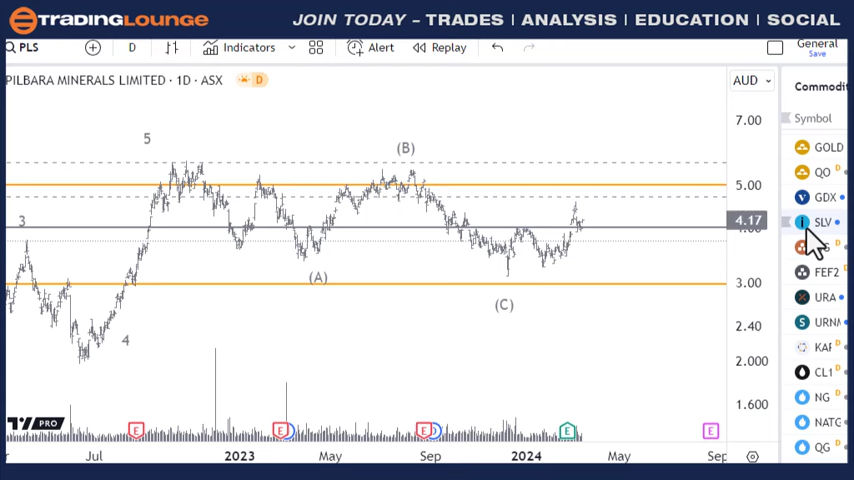 TRADINGLOUNGE
JOIN TODAY – TRADES | ANALYSIS | EDUCATION | SOCIAL
PLS
D
Indicators
Alert
Replay
General
Save
PILBARA MINERALS LIMITED · 1D · ASX
D
AUD
Commodit
Symbol
7.00
5.00
4.17
3.00
2.40
2.000
1.600
5
(B)
3
(A)
(C)
4
GOLD
QO D
GDX
SLV
D
FEF2 D
URA
URNM
KAP D
CL1 D
NG D
NATG
QG D
PRO
E
E
E
E
E
Jul
2023
May
Sep
2024
May
Sep